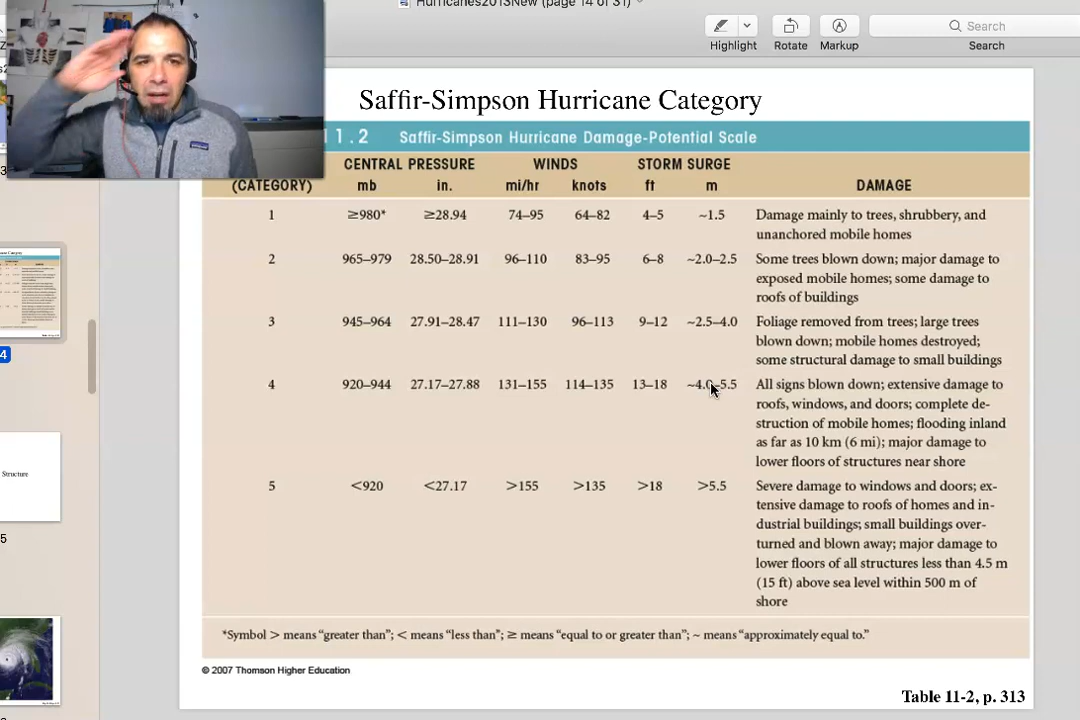 Hurricanes2013New (page 14 of 31)
Highlight
Rotate
Markup
Search
Search
Saffir-Simpson Hurricane Category
11.2 Saffir-Simpson Hurricane Damage-Potential Scale
CENTRAL PRESSURE WINDS STORM SURGE
(CATEGORY) mb in. mi/hr knots ft m DAMAGE
1 ≥980* ≥28.94 74–95 64–82 4–5 ~1.5 Damage mainly to trees, shrubbery, and
unanchored mobile homes
2 965–979 28.50–28.91 96–110 83–95 6–8 ~2.0–2.5 Some trees blown down; major damage to
exposed mobile homes; some damage to
roofs of buildings
3 945–964 27.91–28.47 111–130 96–113 9–12 ~2.5–4.0 Foliage removed from trees; large trees
blown down; mobile homes destroyed;
some structural damage to small buildings
4 920–944 27.17–27.88 131–155 114–135 13–18 ~4.0–5.5 All signs blown down; extensive damage to
roofs, windows, and doors; complete de-
struction of mobile homes; flooding inland
as far as 10 km (6 mi); major damage to
lower floors of structures near shore
5 <920 <27.17 >155 >135 >18 >5.5 Severe damage to windows and doors; ex-
tensive damage to roofs of homes and in-
dustrial buildings; small buildings over-
turned and blown away; major damage to
lower floors of all structures less than 4.5 m
(15 ft) above sea level within 500 m of
shore
*Symbol > means "greater than"; < means "less than"; ≥ means "equal to or greater than"; ~ means "approximately equal to."
© 2007 Thomson Higher Education
Table 11-2, p. 313
4
Structure
5